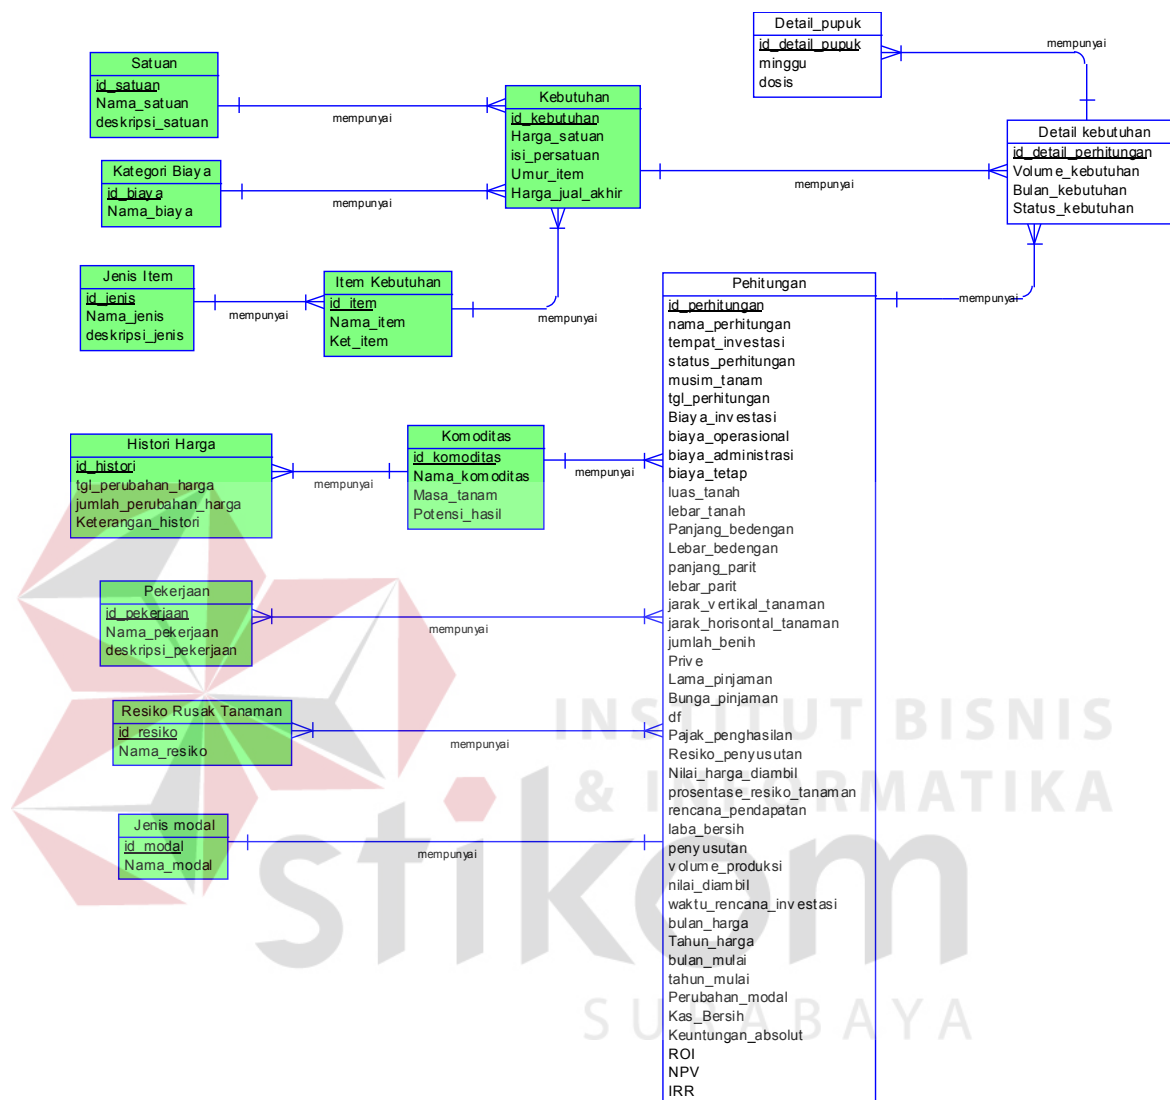 Detail_pupuk
id_detail_pupuk
minggu
dosis
mempunyai
Satuan
id_satuan
Nama_satuan
deskripsi_satuan
mempunyai
Kebutuhan
id_kebutuhan
Harga_satuan
isi_persatuan
Umur_item
Harga_jual_akhir
Detail kebutuhan
id_detail_perhitungan
Volume_kebutuhan
Bulan_kebutuhan
Status_kebutuhan
mempunyai
Kategori Biaya
id_biaya
Nama_biaya
mempunyai
Jenis Item
id_jenis
Nama_jenis
deskripsi_jenis
mempunyai
Item Kebutuhan
id_item
Nama_item
Ket_item
mempunyai
mempunyai
Pehitungan
id_perhitungan
nama_perhitungan
tempat_investasi
status_perhitungan
musim_tanam
tgl_perhitungan
Biaya_investasi
biaya_operasional
biaya_administrasi
biaya_tetap
luas_tanah
lebar_tanah
Panjang_bedengan
Lebar_bedengan
panjang_parit
lebar_parit
jarak_vertikal_tanaman
jarak_horisontal_tanaman
jumlah_benih
Prive
Lama_pinjaman
Bunga_pinjaman
df
Pajak_penghasilan
Resiko_penyusutan
Nilai_harga_diambil
prosentase_resiko_tanaman
rencana_pendapatan
laba_bersih
penyusutan
volume_produksi
nilai_diambil
waktu_rencana_investasi
bulan_harga
Tahun_harga
bulan_mulai
tahun_mulai
Perubahan_modal
Kas_Bersih
Keuntungan_absolut
ROI
NPV
IRR
Histori Harga
id_histori
tgl_perubahan_harga
jumlah_perubahan_harga
Keterangan_histori
mempunyai
Komoditas
id_komoditas
Nama_komoditas
Masa_tanam
Potensi_hasil
mempunyai
Pekerjaan
id_pekerjaan
Nama_pekerjaan
deskripsi_pekerjaan
mempunyai
Resiko Rusak Tanaman
id_resiko
Nama_resiko
mempunyai
Jenis modal
id_modal
Nama_modal
mempunyai
INSTITUT BISNIS
& INFORMATIKA
stikom
SURABAYA